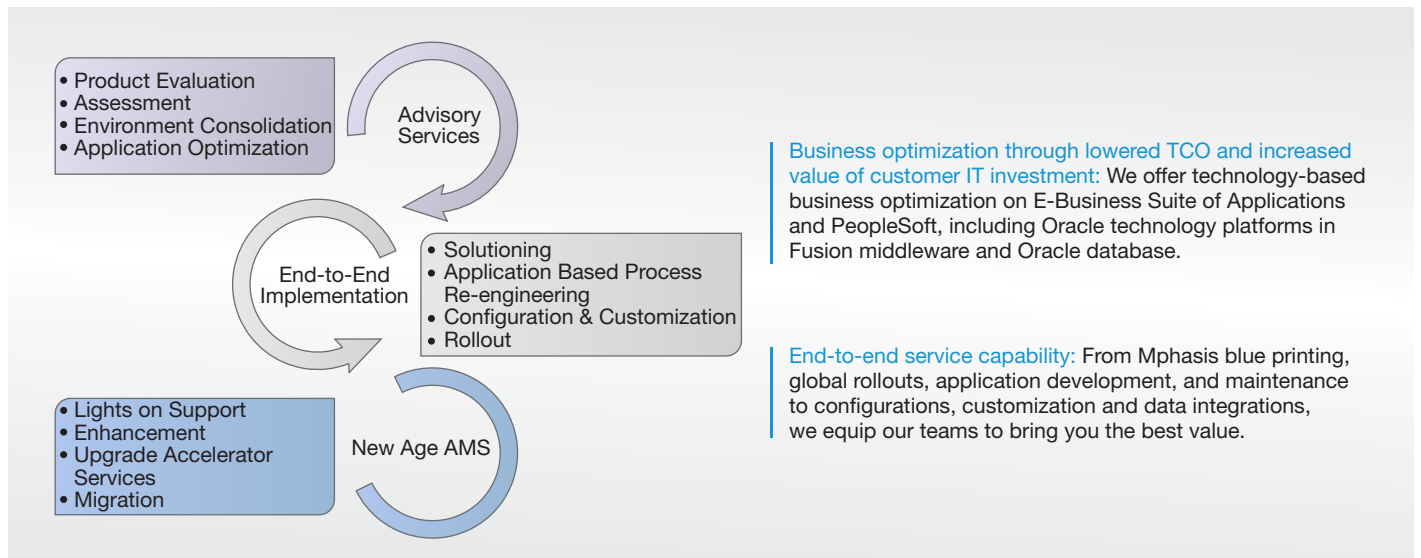 • Product Evaluation
• Assessment
• Environment Consolidation
• Application Optimization
Advisory
Services
End-to-End
Implementation
• Solutioning
• Application Based Process
Re-engineering
• Configuration & Customization
• Rollout
• Lights on Support
• Enhancement
• Upgrade Accelerator
Services
• Migration
New Age AMS
Business optimization through lowered TCO and increased
value of customer IT investment: We offer technology-based
business optimization on E-Business Suite of Applications
and PeopleSoft, including Oracle technology platforms in
Fusion middleware and Oracle database.
End-to-end service capability: From Mphasis blue printing,
global rollouts, application development, and maintenance
to configurations, customization and data integrations,
we equip our teams to bring you the best value.